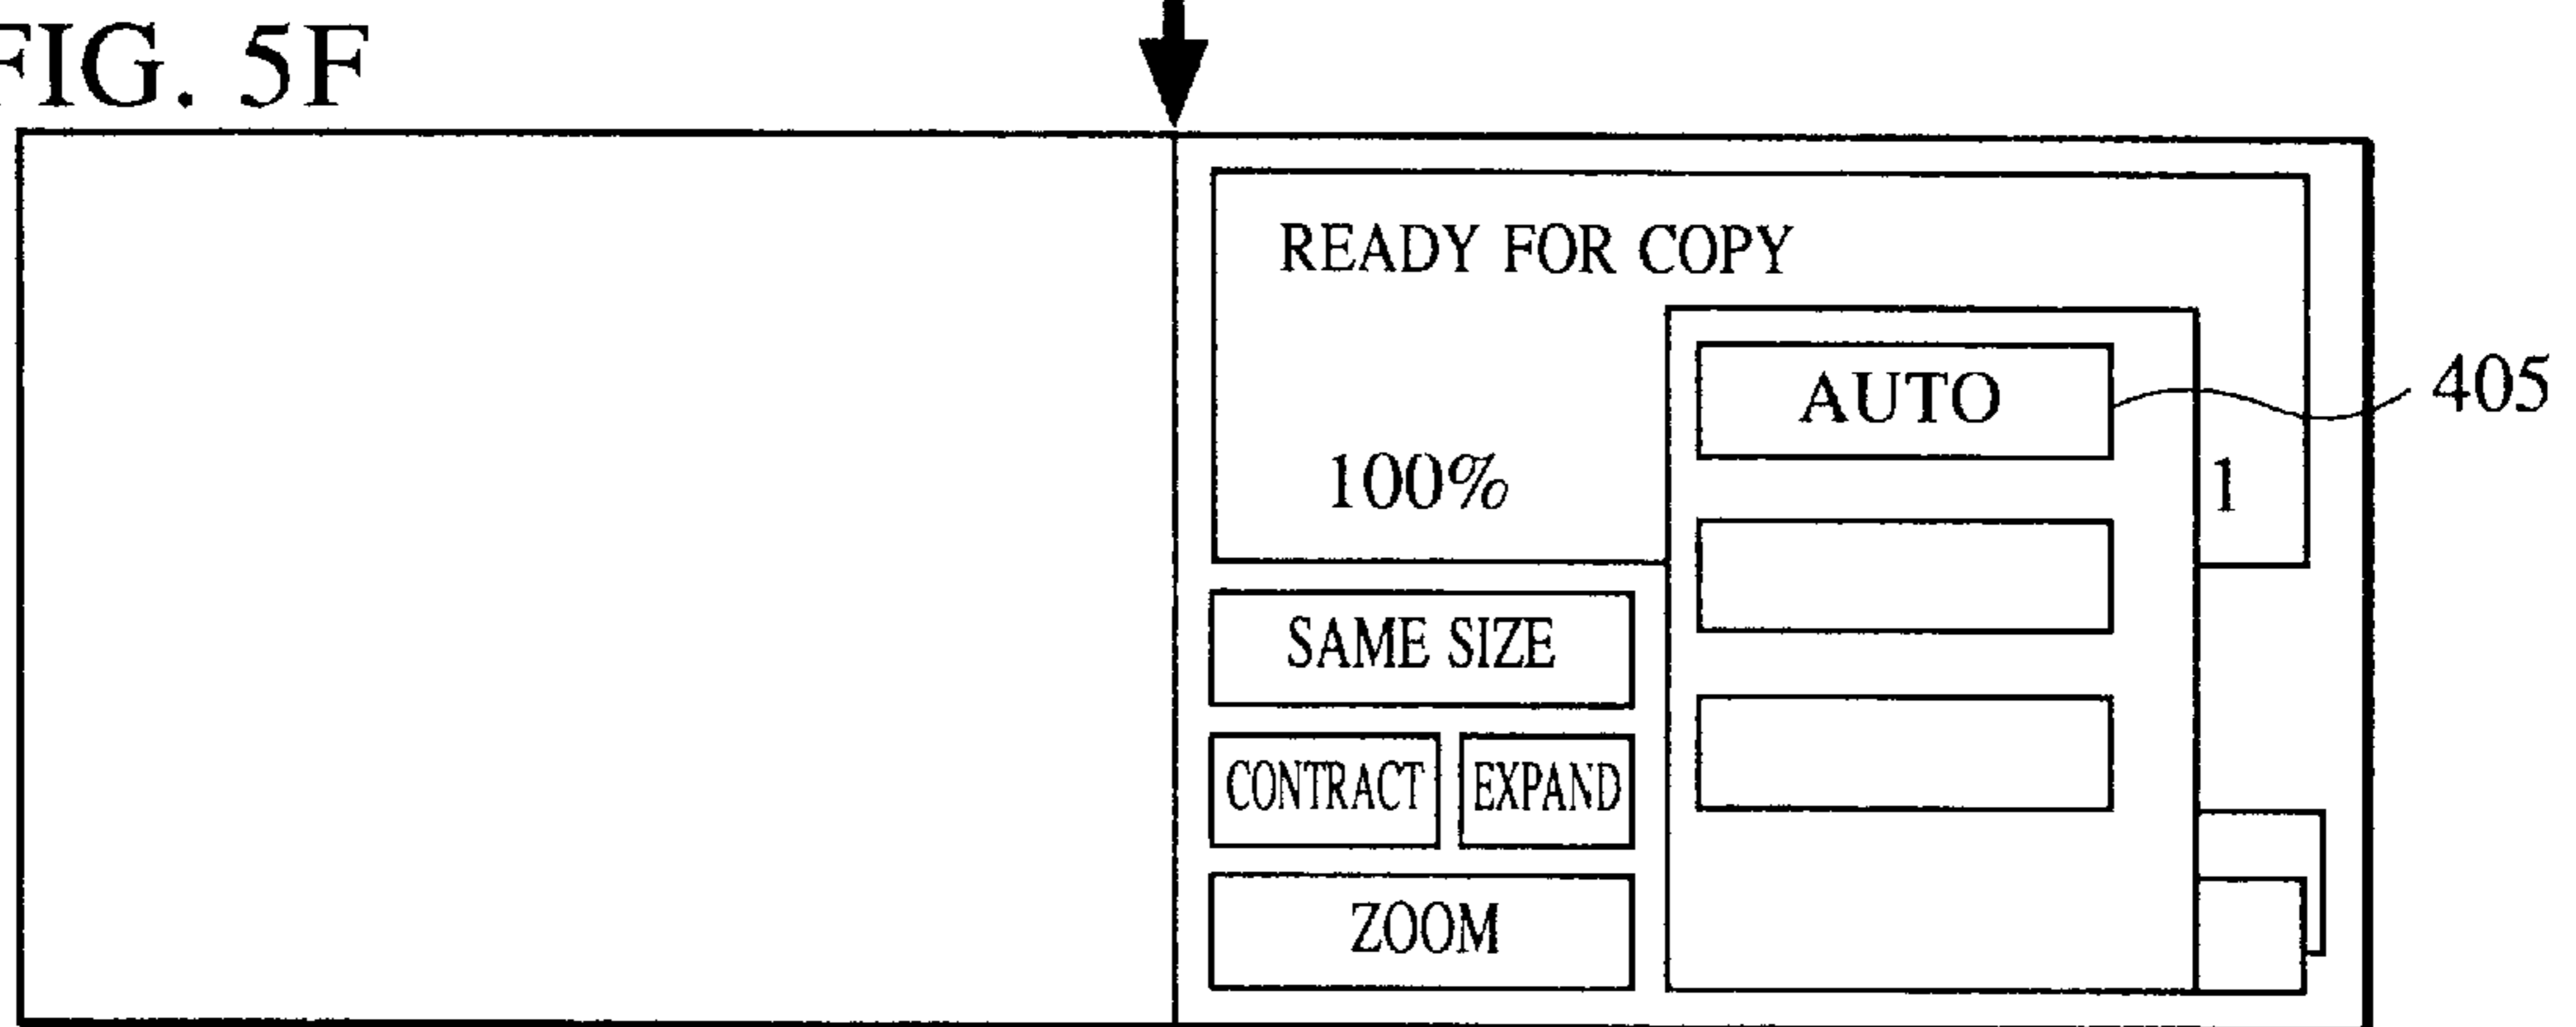 FIG. 5F
READY FOR COPY
AUTO
405
100%
1
SAME SIZE
CONTRACT EXPAND
ZOOM